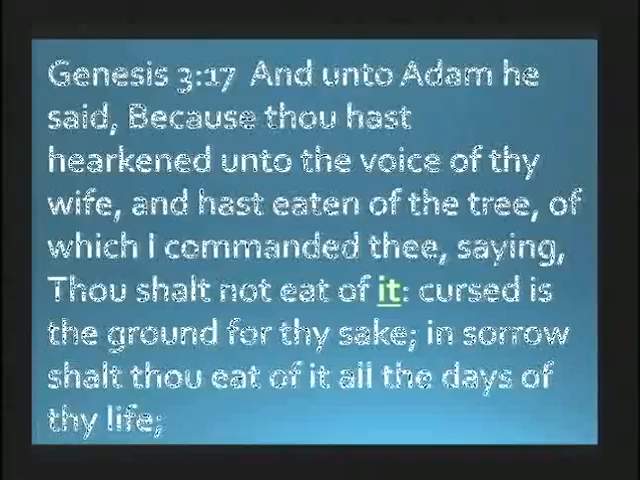 Genesis 3:17 And unto Adam he
said, Because thou hast
hearkened unto the voice of thy
wife, and hast eaten of the tree, of
which I commanded thee, saying,
Thou shalt not eat of it: cursed is
the ground for thy sake; in sorrow
shalt thou eat of it all the days of
thy life;